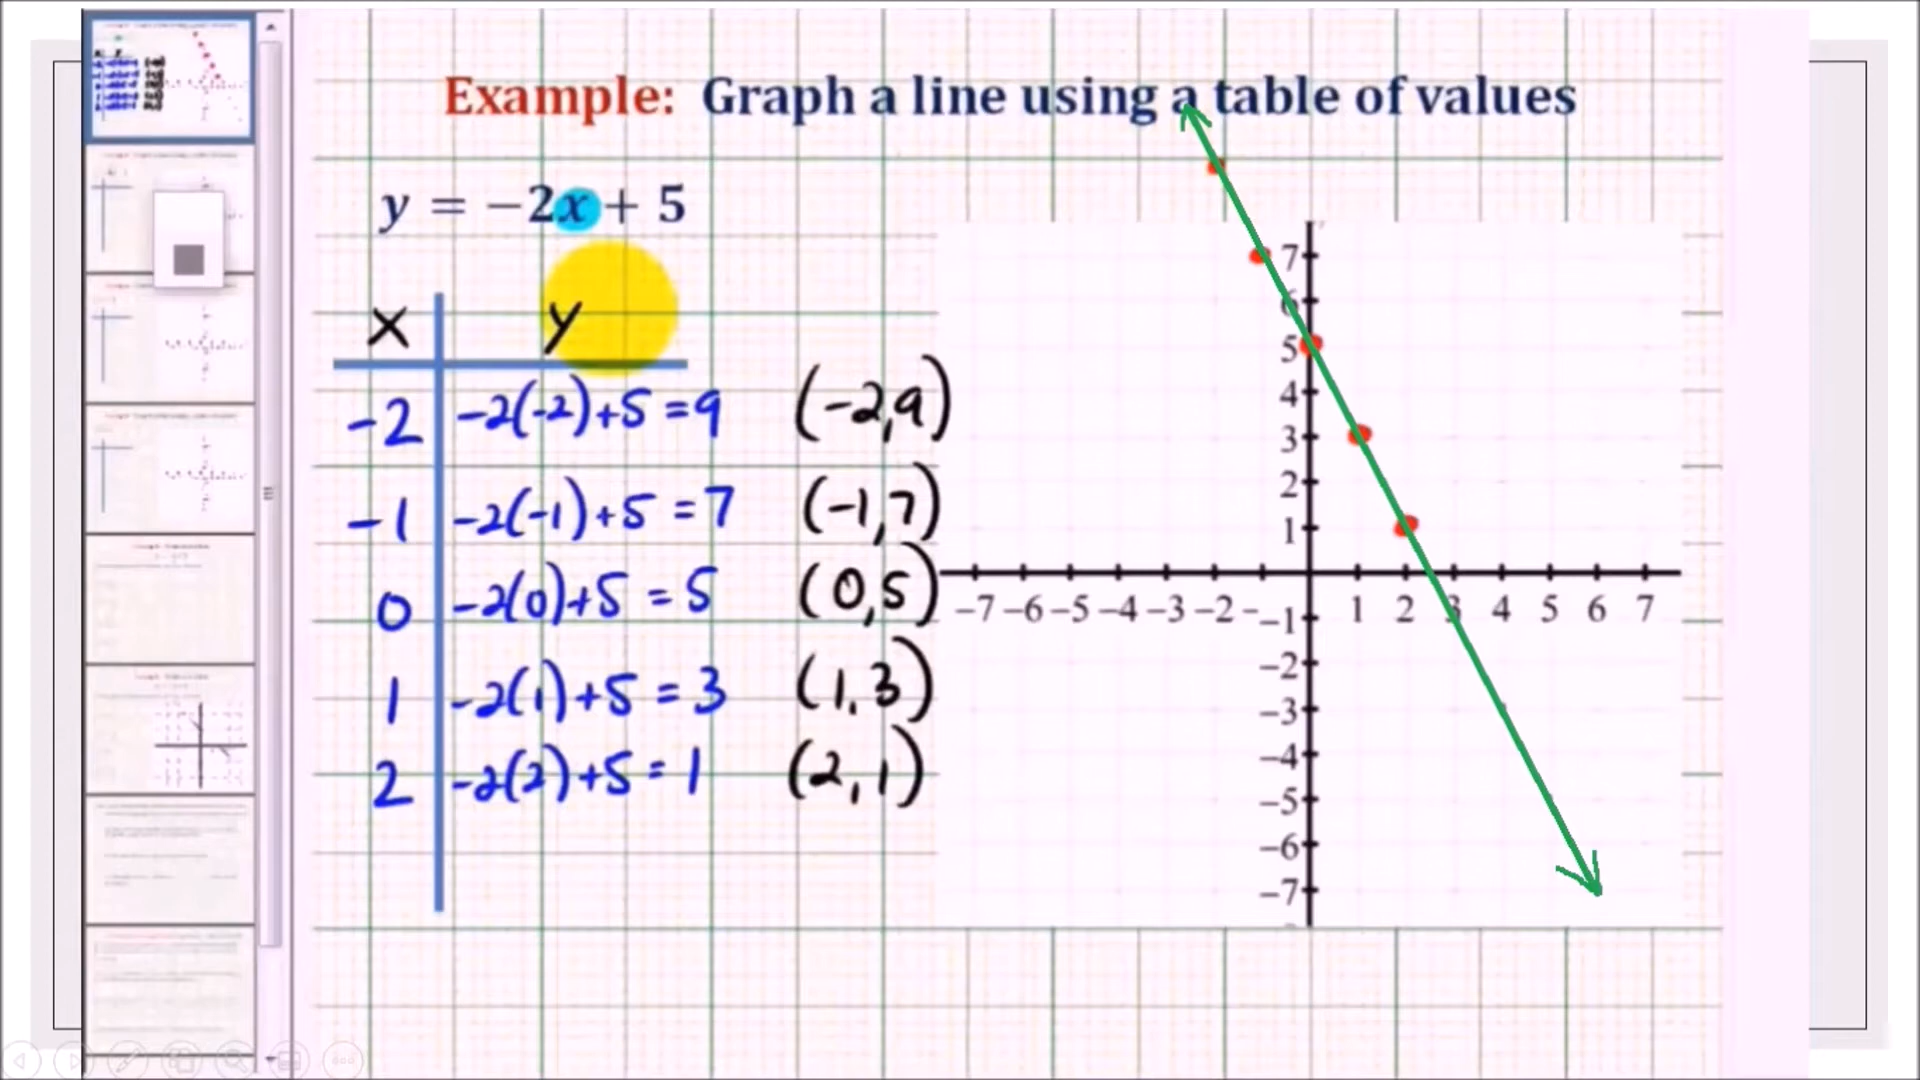 Example: Graph a line using a table of values
y = −2x + 5
x y
-2 -2(-2)+5 =9 (-2,9)
-1 -2(-1)+5 =7 (-1,7)
0 -2(0)+5 = 5 (0,5)
1 -2(1)+5 = 3 (1,3)
2 -2(2)+5 = 1 (2,1)
7
6
5
4
3
2
1
−7 −6 −5 −4 −3 −2 − −1 1 2 3 4 5 6 7
−2
−3
−4
−5
−6
−7